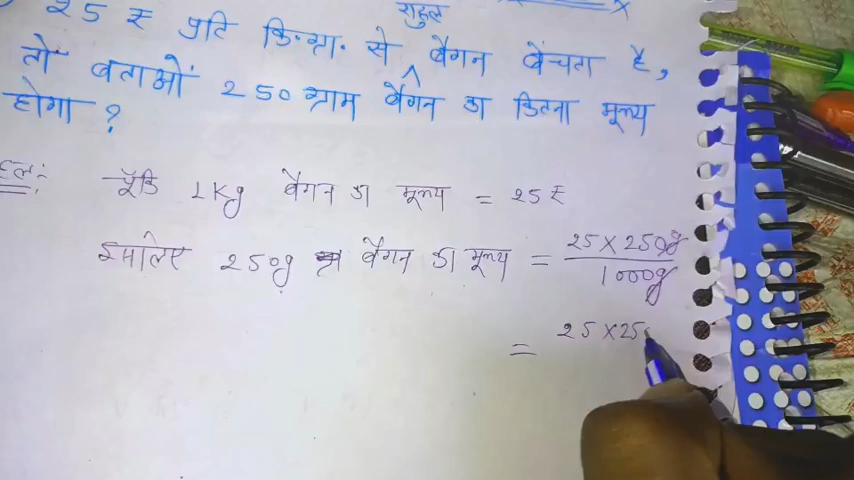 25 ₹ प्रति कि.ग्रा. से राहुल बैगन बेंचता है,
तो बताओं 250 ग्राम बैगन का कितना मूल्य
होगा ?
हल:
चूँकि 1Kg बैगन का मूल्य = 25 ₹
इसलिए 250g बैगन का मूल्य = 25 X 250g / 1000g
= 25 X 25